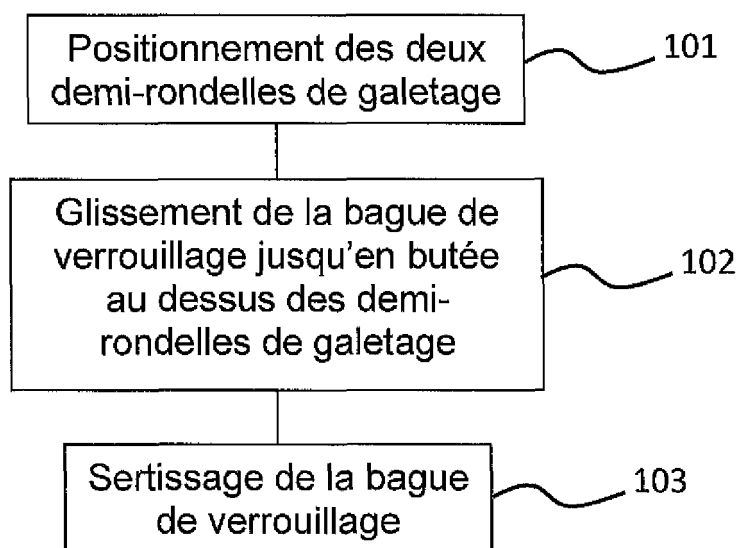 Positionnement des deux
demi-rondelles de galetage
101
Glissement de la bague de
verrouillage jusqu'en butée
au dessus des demi-
rondelles de galetage
102
Sertissage de la bague
de verrouillage
103